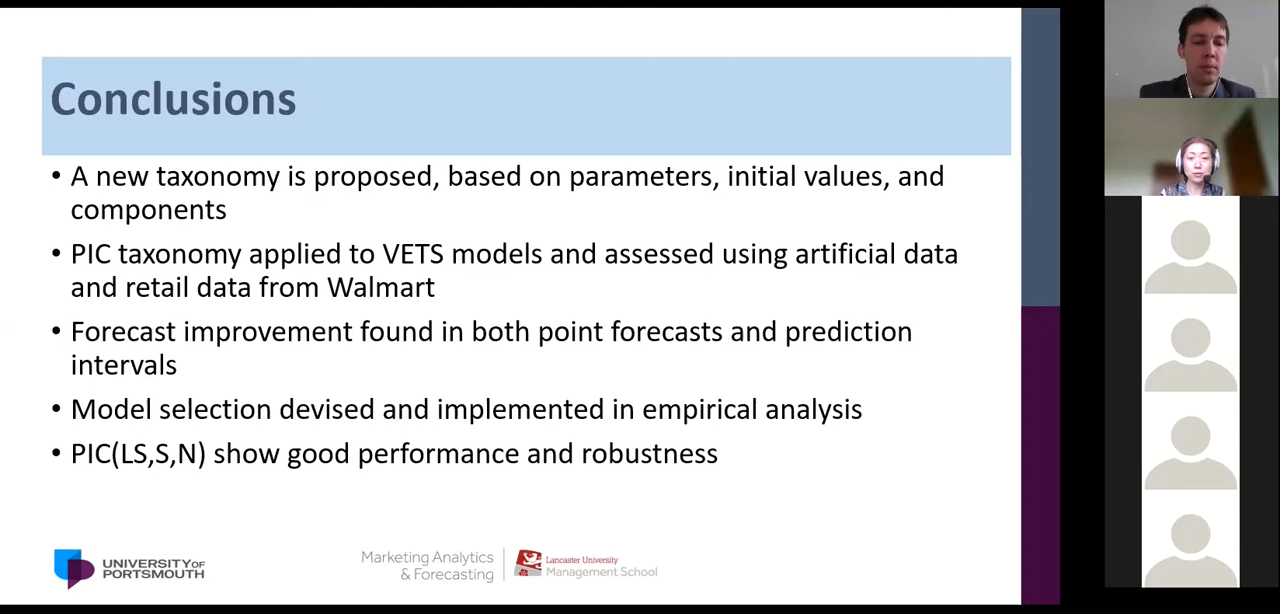 Conclusions
• A new taxonomy is proposed, based on parameters, initial values, and
components
• PIC taxonomy applied to VETS models and assessed using artificial data
and retail data from Walmart
• Forecast improvement found in both point forecasts and prediction
intervals
• Model selection devised and implemented in empirical analysis
• PIC(LS,S,N) show good performance and robustness
UNIVERSITY OF
PORTSMOUTH
Marketing Analytics
& Forecasting
Lancaster University
Management School